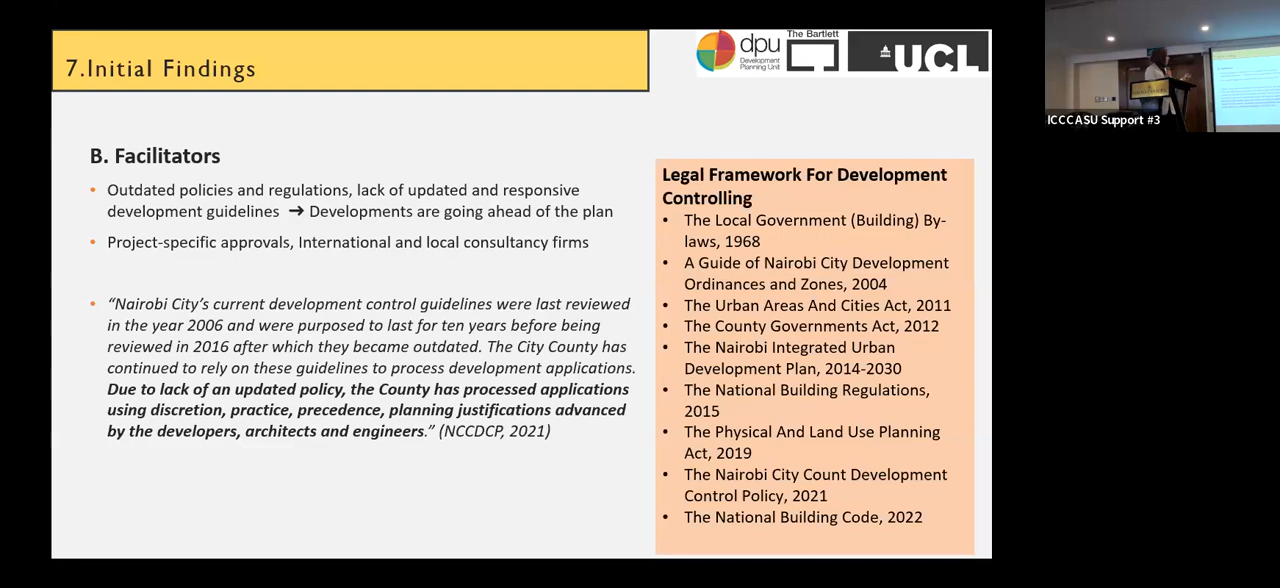 7.Initial Findings
dpu
Development
Planning Unit
The Bartlett
UCL
ICCCASU Support #3
B. Facilitators
• Outdated policies and regulations, lack of updated and responsive
development guidelines ➔ Developments are going ahead of the plan
• Project-specific approvals, International and local consultancy firms
• “Nairobi City’s current development control guidelines were last reviewed
in the year 2006 and were purposed to last for ten years before being
reviewed in 2016 after which they became outdated. The City County has
continued to rely on these guidelines to process development applications.
Due to lack of an updated policy, the County has processed applications
using discretion, practice, precedence, planning justifications advanced
by the developers, architects and engineers.” (NCCDCP, 2021)
Legal Framework For Development
Controlling
• The Local Government (Building) By-
laws, 1968
• A Guide of Nairobi City Development
Ordinances and Zones, 2004
• The Urban Areas And Cities Act, 2011
• The County Governments Act, 2012
• The Nairobi Integrated Urban
Development Plan, 2014-2030
• The National Building Regulations,
2015
• The Physical And Land Use Planning
Act, 2019
• The Nairobi City Count Development
Control Policy, 2021
• The National Building Code, 2022